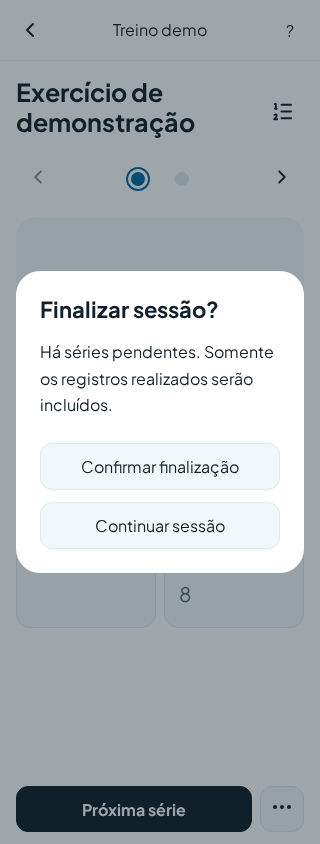 Treino demo
?
Exercício de
demonstração
Finalizar sessão?
Há séries pendentes. Somente
os registros realizados serão
incluídos.
Confirmar finalização
Continuar sessão
8
Próxima série